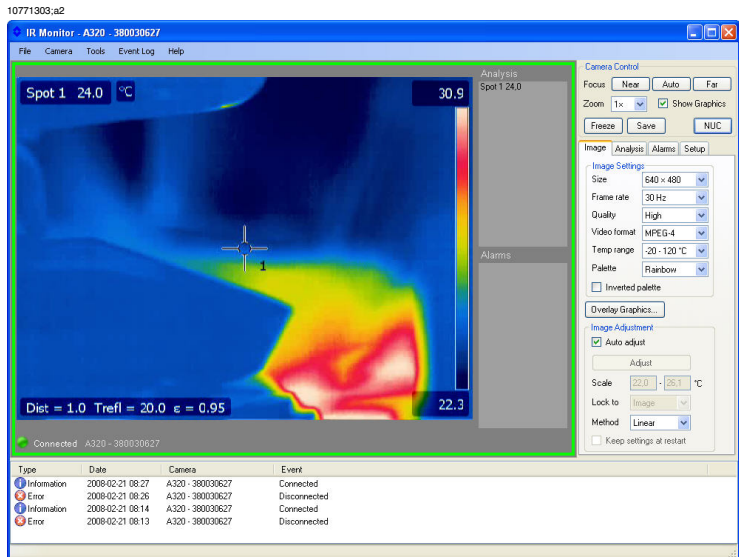 10771303;a2
IR Monitor - A320 - 380030627
File Camera Tools Event Log Help
Spot 1 24.0 °C
30.9
1
Dist = 1.0 Trefl = 20.0 ε = 0.95
22.3
Connected A320 - 380030627
Analysis
Spot 1 24,0
Alarms
Camera Control
Focus Near Auto Far
Zoom 1x Show Graphics
Freeze Save NUC
Image Analysis Alarms Setup
Image Settings
Size 640 × 480
Frame rate 30 Hz
Quality High
Video format MPEG-4
Temp range -20 - 120 °C
Palette Rainbow
Inverted palette
Overlay Graphics...
Image Adjustment
Auto adjust
Adjust
Scale 22,0 - 26,1 °C
Lock to Image
Method Linear
Keep settings at restart
Type Date Camera Event
Information 2008-02-21 08:27 A320 - 380030627 Connected
Error 2008-02-21 08:26 A320 - 380030627 Disconnected
Information 2008-02-21 08:14 A320 - 380030627 Connected
Error 2008-02-21 08:13 A320 - 380030627 Disconnected